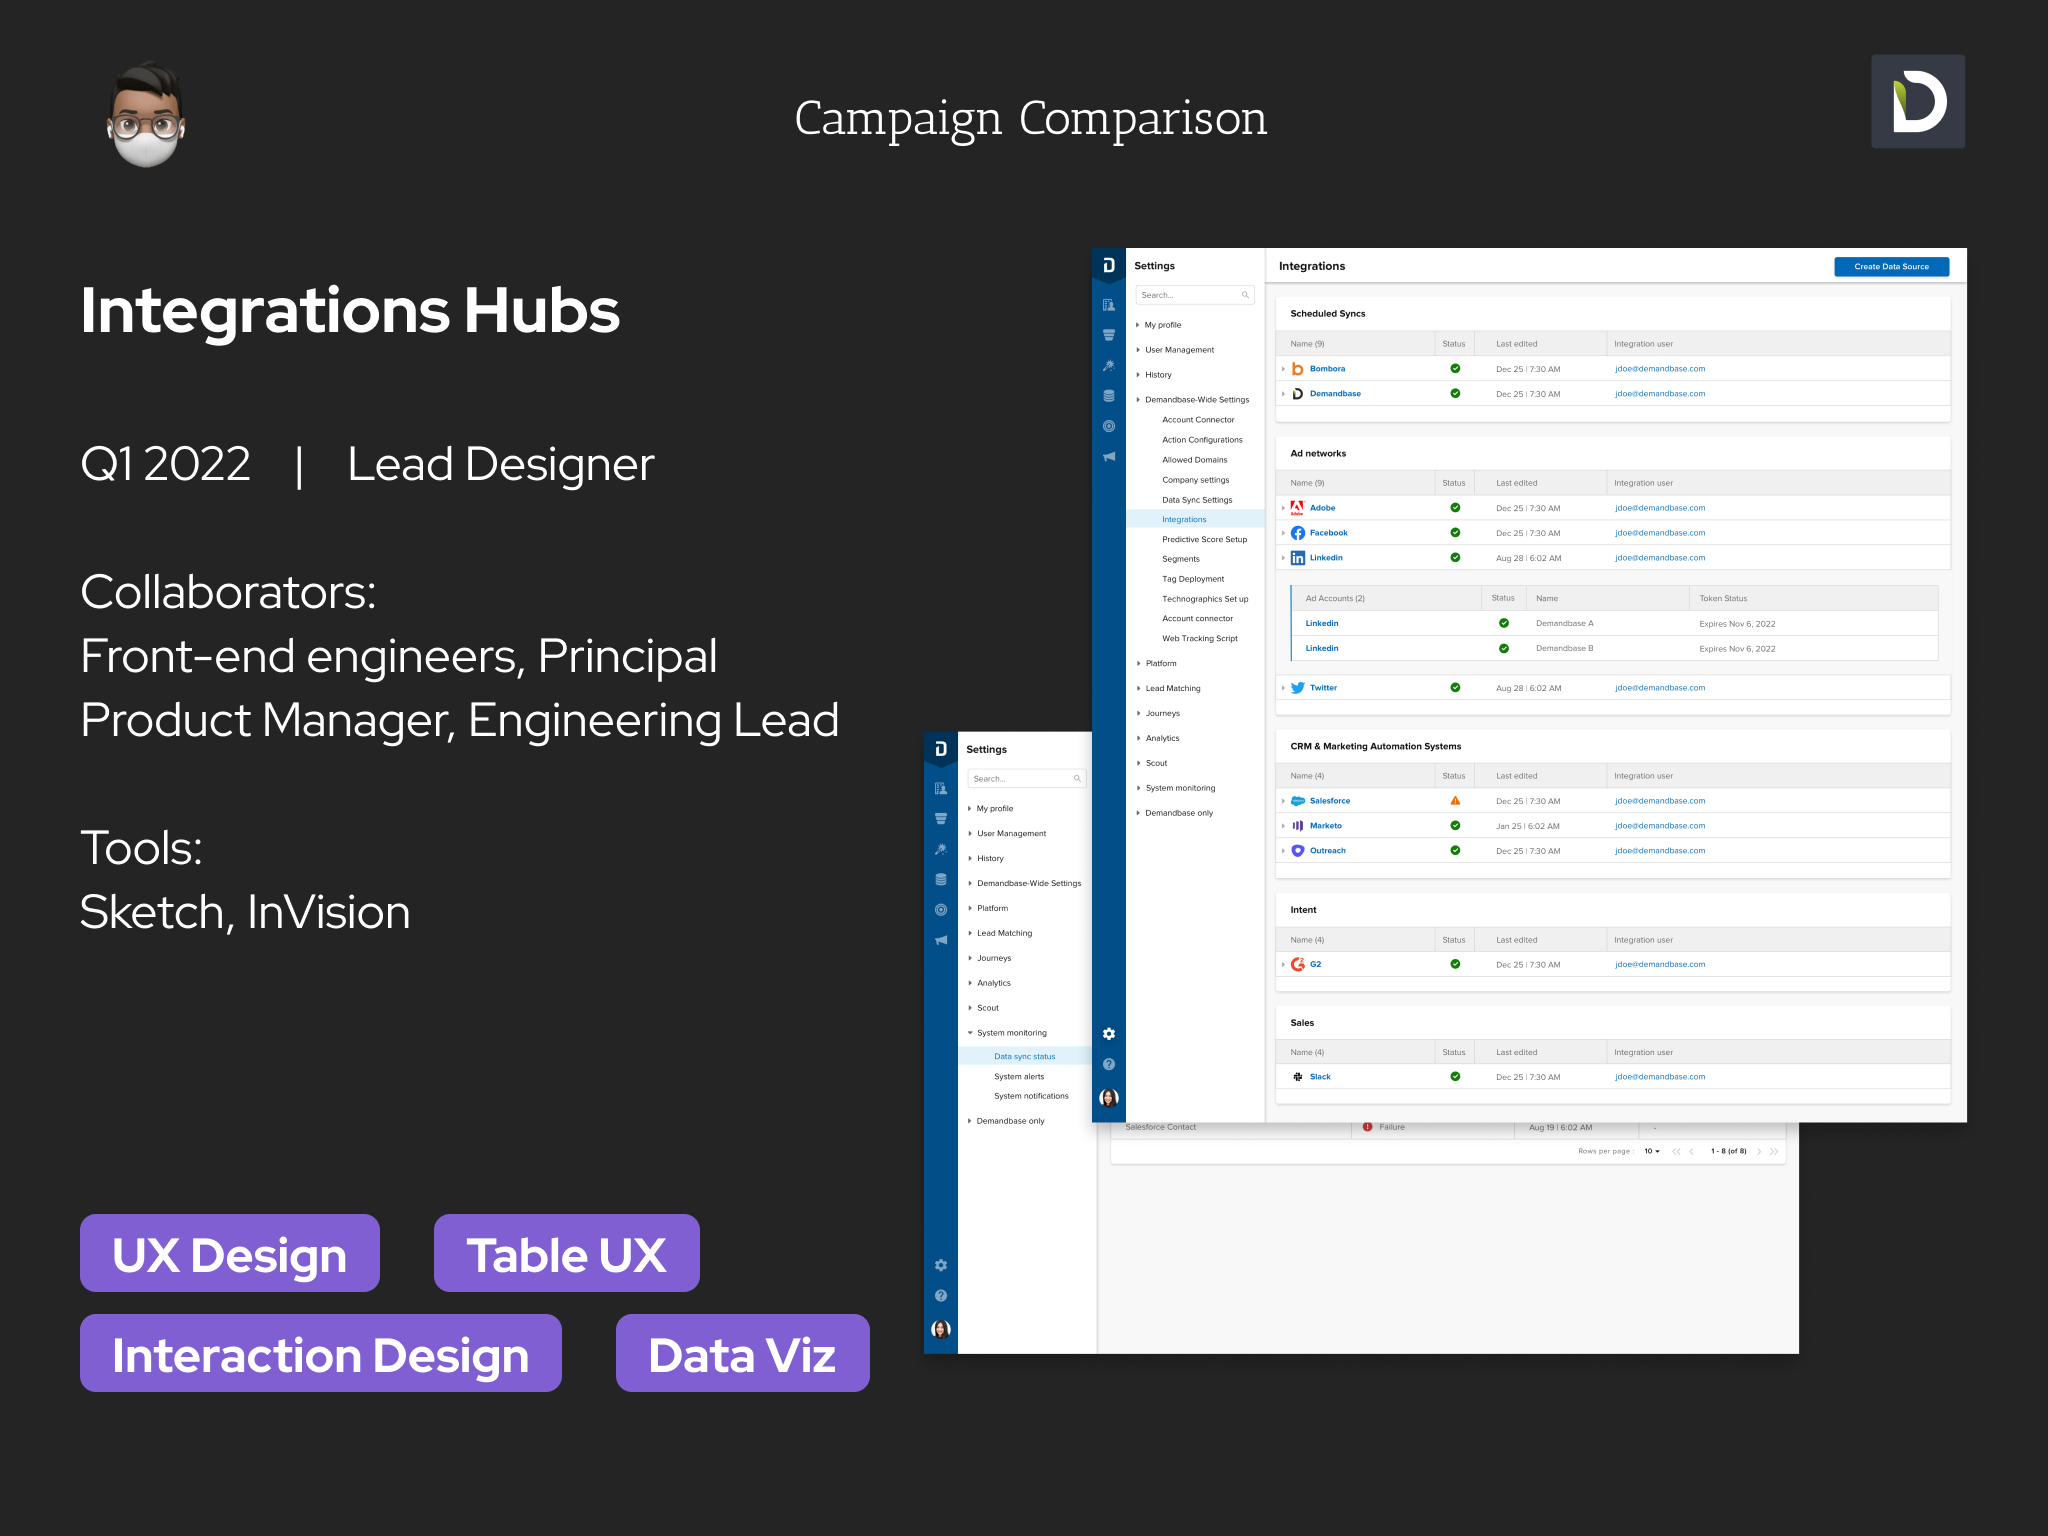 Campaign Comparison
Integrations Hubs
Q1 2022 | Lead Designer
Collaborators:
Front-end engineers, Principal
Product Manager, Engineering Lead
Tools:
Sketch, InVision
UX Design
Table UX
Interaction Design
Data Viz
Settings
Search...
My profile
User Management
History
Demandbase-Wide Settings
Account Connector
Action Configurations
Allowed Domains
Company settings
Data Sync Settings
Integrations
Predictive Score Setup
Segments
Tag Deployment
Technographics Set up
Account connector
Web Tracking Script
Platform
Lead Matching
Journeys
Analytics
Scout
System monitoring
Demandbase only
Integrations
Create Data Source
Scheduled Syncs
Name (9) Status Last edited Integration user
Bombora Dec 25 | 7:30 AM jdoe@demandbase.com
Demandbase Dec 25 | 7:30 AM jdoe@demandbase.com
Ad networks
Name (9) Status Last edited Integration user
Adobe Dec 25 | 7:30 AM jdoe@demandbase.com
Facebook Dec 25 | 7:30 AM jdoe@demandbase.com
Linkedin Aug 28 | 6:02 AM jdoe@demandbase.com
Ad Accounts (2) Status Name Token Status
Linkedin Demandbase A Expires Nov 6, 2022
Linkedin Demandbase B Expires Nov 6, 2022
Twitter Aug 28 | 6:02 AM jdoe@demandbase.com
CRM & Marketing Automation Systems
Name (4) Status Last edited Integration user
Salesforce Dec 25 | 7:30 AM jdoe@demandbase.com
Marketo Jan 25 | 6:02 AM jdoe@demandbase.com
Outreach Dec 25 | 7:30 AM jdoe@demandbase.com
Intent
Name (4) Status Last edited Integration user
G2 Dec 25 | 7:30 AM jdoe@demandbase.com
Sales
Name (4) Status Last edited Integration user
Slack Dec 25 | 7:30 AM jdoe@demandbase.com
Settings
Search...
My profile
User Management
History
Demandbase-Wide Settings
Platform
Lead Matching
Journeys
Analytics
Scout
System monitoring
Data sync status
System alerts
System notifications
Demandbase only
Salesforce Contact Failure Aug 19 | 6:02 AM -
Rows per page : 10 1 - 8 (of 8)